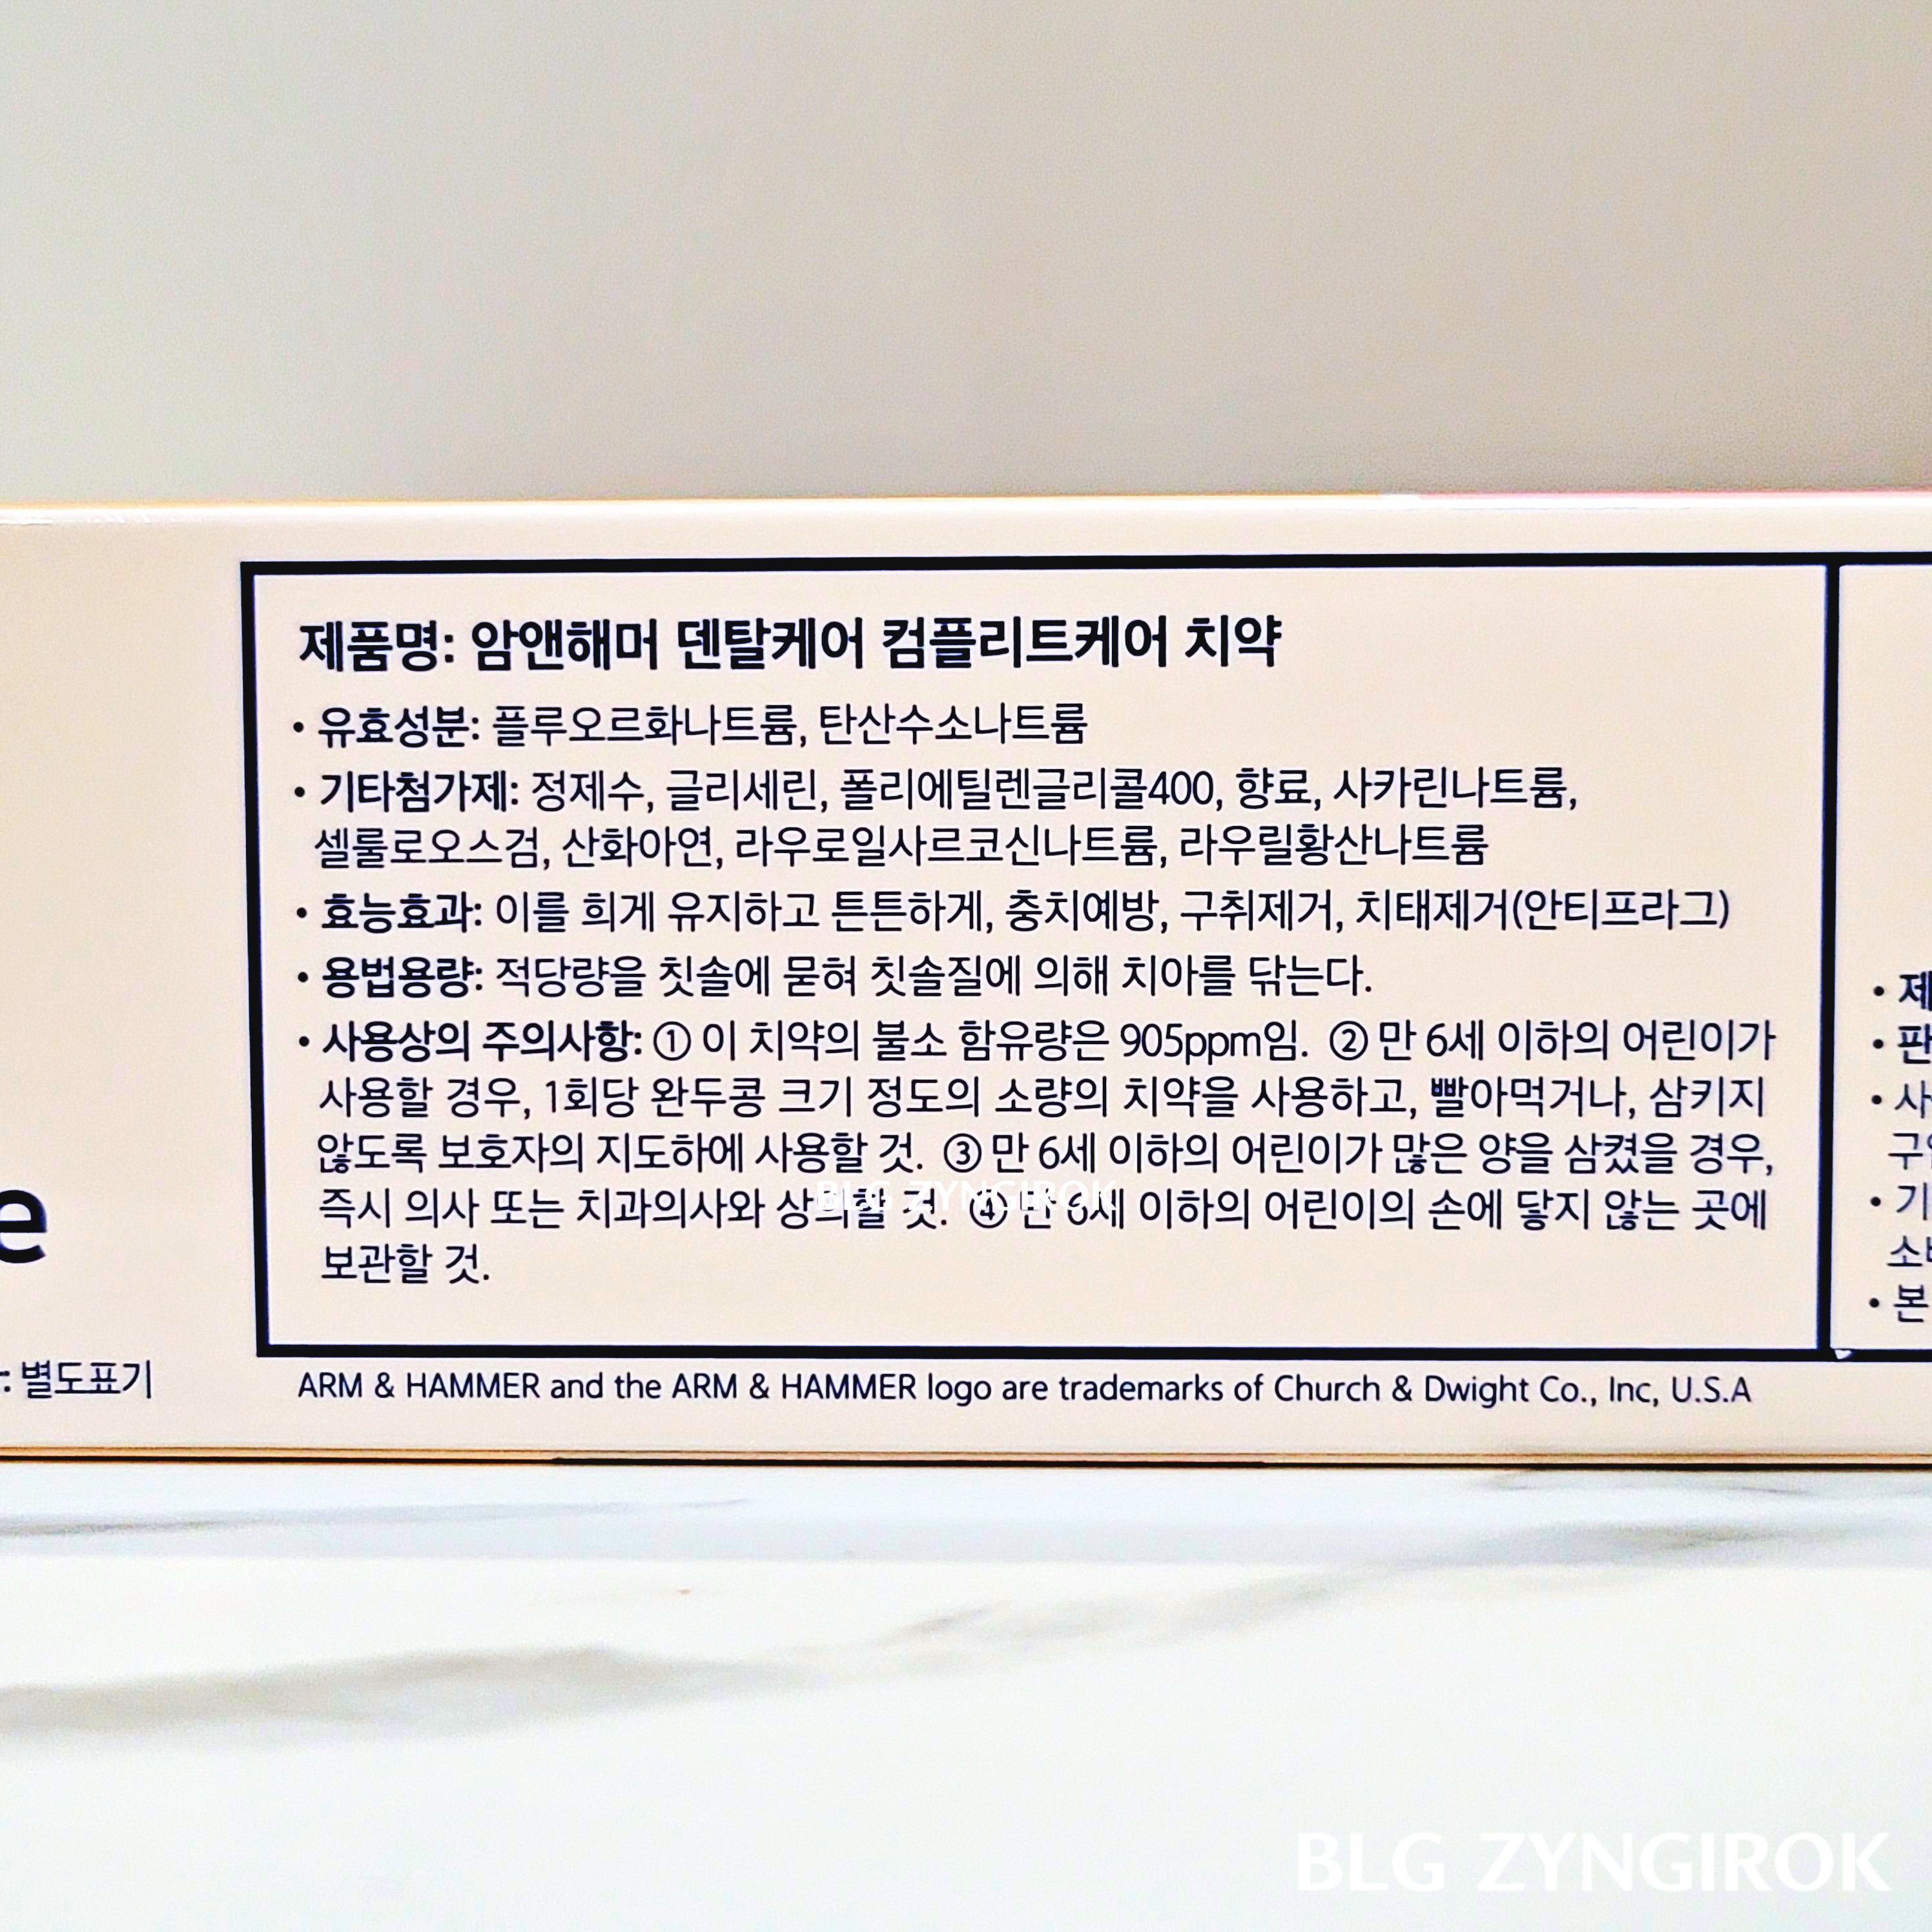 제품명: 암앤해머 덴탈케어 컴플리트케어 치약
• 유효성분: 플루오르화나트륨, 탄산수소나트륨
• 기타첨가제: 정제수, 글리세린, 폴리에틸렌글리콜400, 향료, 사카린나트륨,
셀룰로오스검, 산화아연, 라우로일사르코신나트륨, 라우릴황산나트륨
• 효능효과: 이를 희게 유지하고 튼튼하게, 충치예방, 구취제거, 치태제거(안티프라그)
• 용법용량: 적당량을 칫솔에 묻혀 칫솔질에 의해 치아를 닦는다.
• 사용상의 주의사항: ① 이 치약의 불소 함유량은 905ppm임. ② 만 6세 이하의 어린이가
사용할 경우, 1회당 완두콩 크기 정도의 소량의 치약을 사용하고, 빨아먹거나, 삼키지
않도록 보호자의 지도하에 사용할 것. ③ 만 6세 이하의 어린이가 많은 양을 삼켰을 경우,
즉시 의사 또는 치과의사와 상의할 것. ④ 만 6세 이하의 어린이의 손에 닿지 않는 곳에
보관할 것.
BLG ZYNGIROK
e
: 별도표기
ARM & HAMMER and the ARM & HAMMER logo are trademarks of Church & Dwight Co., Inc, U.S.A
• 제
• 판
• 사
구
• 기
소
• 본
BLG ZYNGIROK